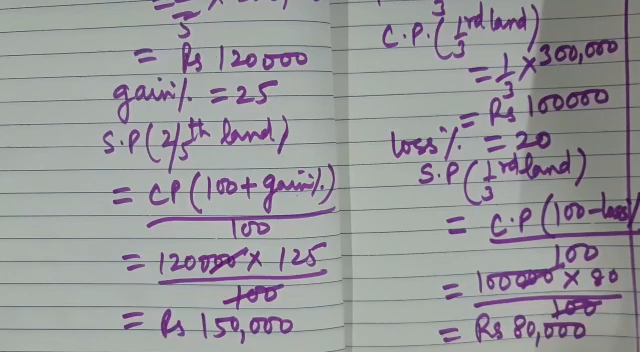 5
= Rs 120000
gain% = 25
S.P(2/5th land)
= CP(100+gain%)
100
= 120000 × 125
100
= Rs 150,000
C.P.(1/3rd land)
= 1/3 × 300,000
= Rs 100000
loss% = 20
S.P(1/3rd land)
= C.P(100-loss%
100
= 100000 × 80
100
= Rs 80,000